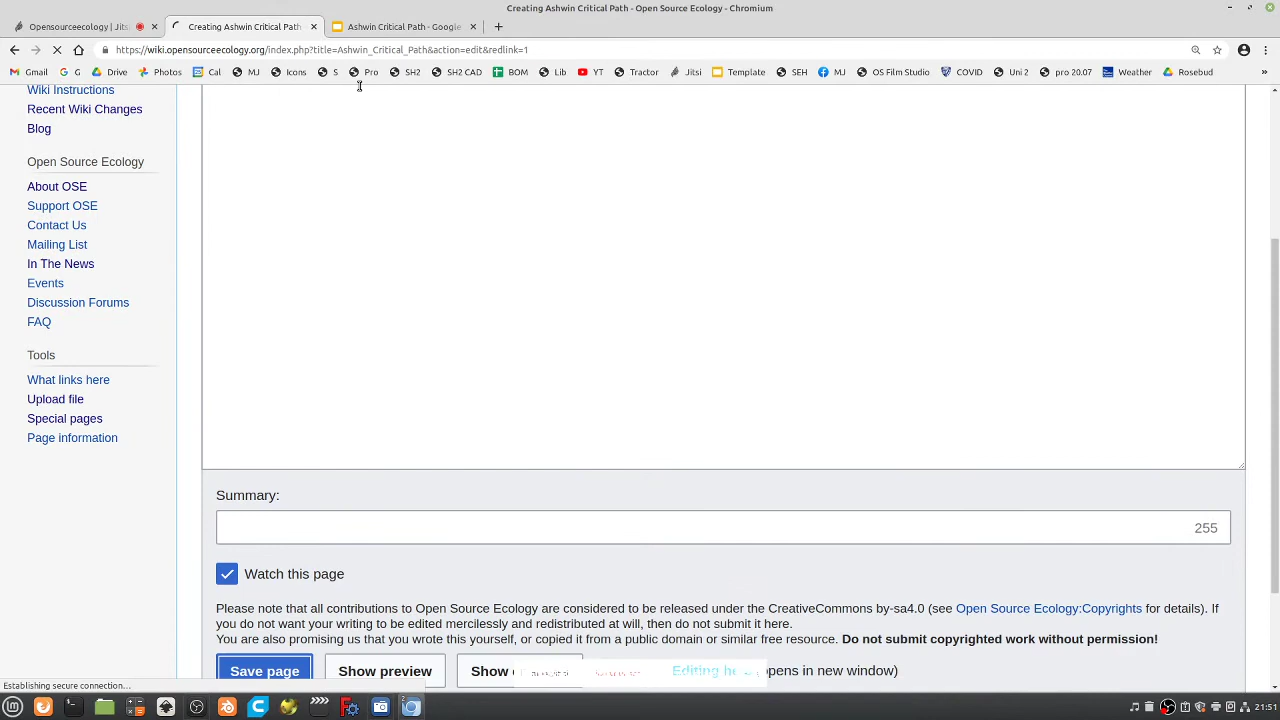 Creating Ashwin Critical Path - Open Source Ecology - Chromium
Opensourceecology | Jits
Creating Ashwin Critical Path
Ashwin Critical Path - Google
https://wiki.opensourceecology.org/index.php?title=Ashwin_Critical_Path&action=edit&redlink=1
Gmail G Drive Photos Cal MJ Icons S Pro SH2 SH2 CAD BOM Lib YT Tractor Jitsi Template SEH MJ OS Film Studio COVID Uni 2 pro 20.07 Weather Rosebud »
Wiki Instructions
Recent Wiki Changes
Blog
Open Source Ecology
About OSE
Support OSE
Contact Us
Mailing List
In The News
Events
Discussion Forums
FAQ
Tools
What links here
Upload file
Special pages
Page information
Summary:
255
Watch this page
Please note that all contributions to Open Source Ecology are considered to be released under the CreativeCommons by-sa4.0 (see Open Source Ecology:Copyrights for details). If
you do not want your writing to be edited mercilessly and redistributed at will, then do not submit it here.
You are also promising us that you wrote this yourself, or copied it from a public domain or similar free resource. Do not submit copyrighted work without permission!
Save page Show preview Show Editing opens in new window)
Establishing secure connection...
21:51